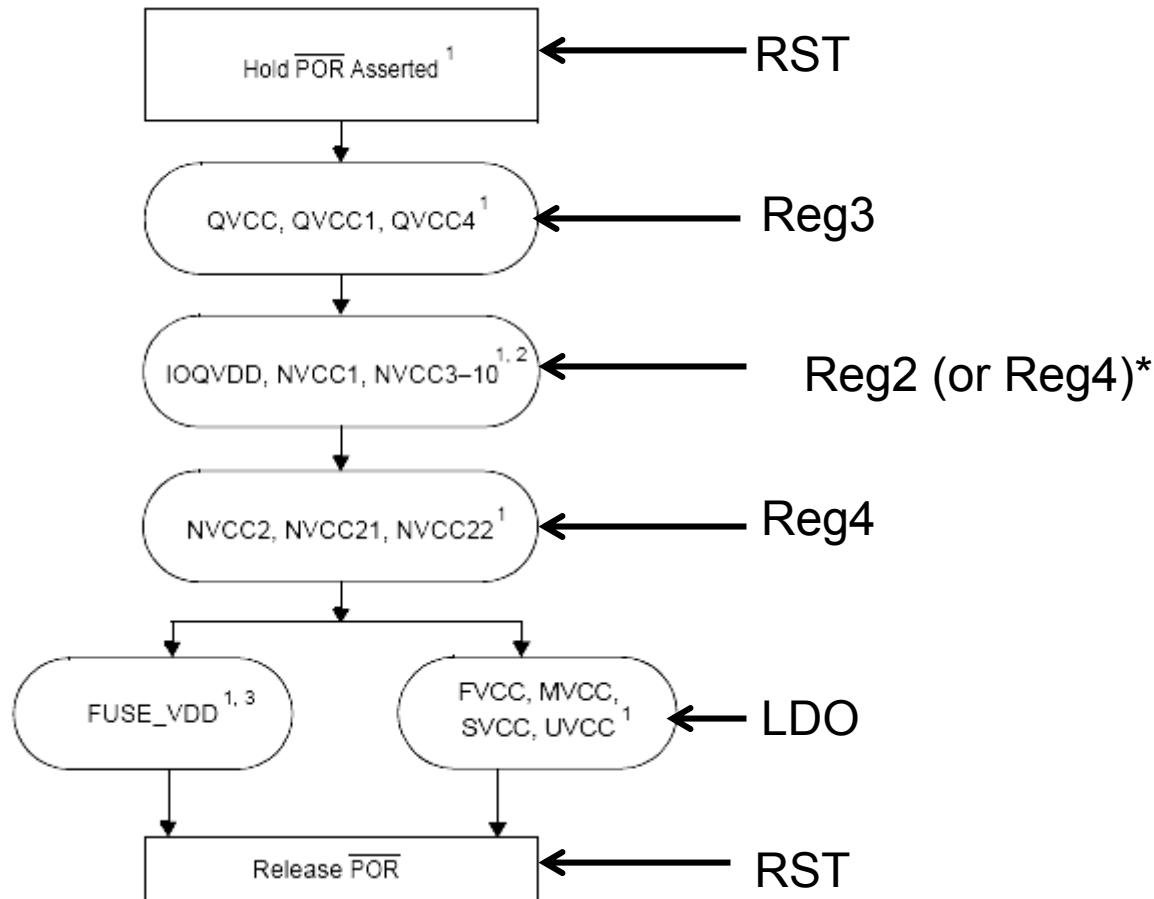 Hold POR Asserted 1
RST
QVCC, QVCC1, QVCC4 1
Reg3
IOQVDD, NVCC1, NVCC3–10 1, 2
Reg2 (or Reg4)*
NVCC2, NVCC21, NVCC22 1
Reg4
FUSE_VDD 1, 3
FVCC, MVCC,
SVCC, UVCC 1
LDO
Release POR
RST